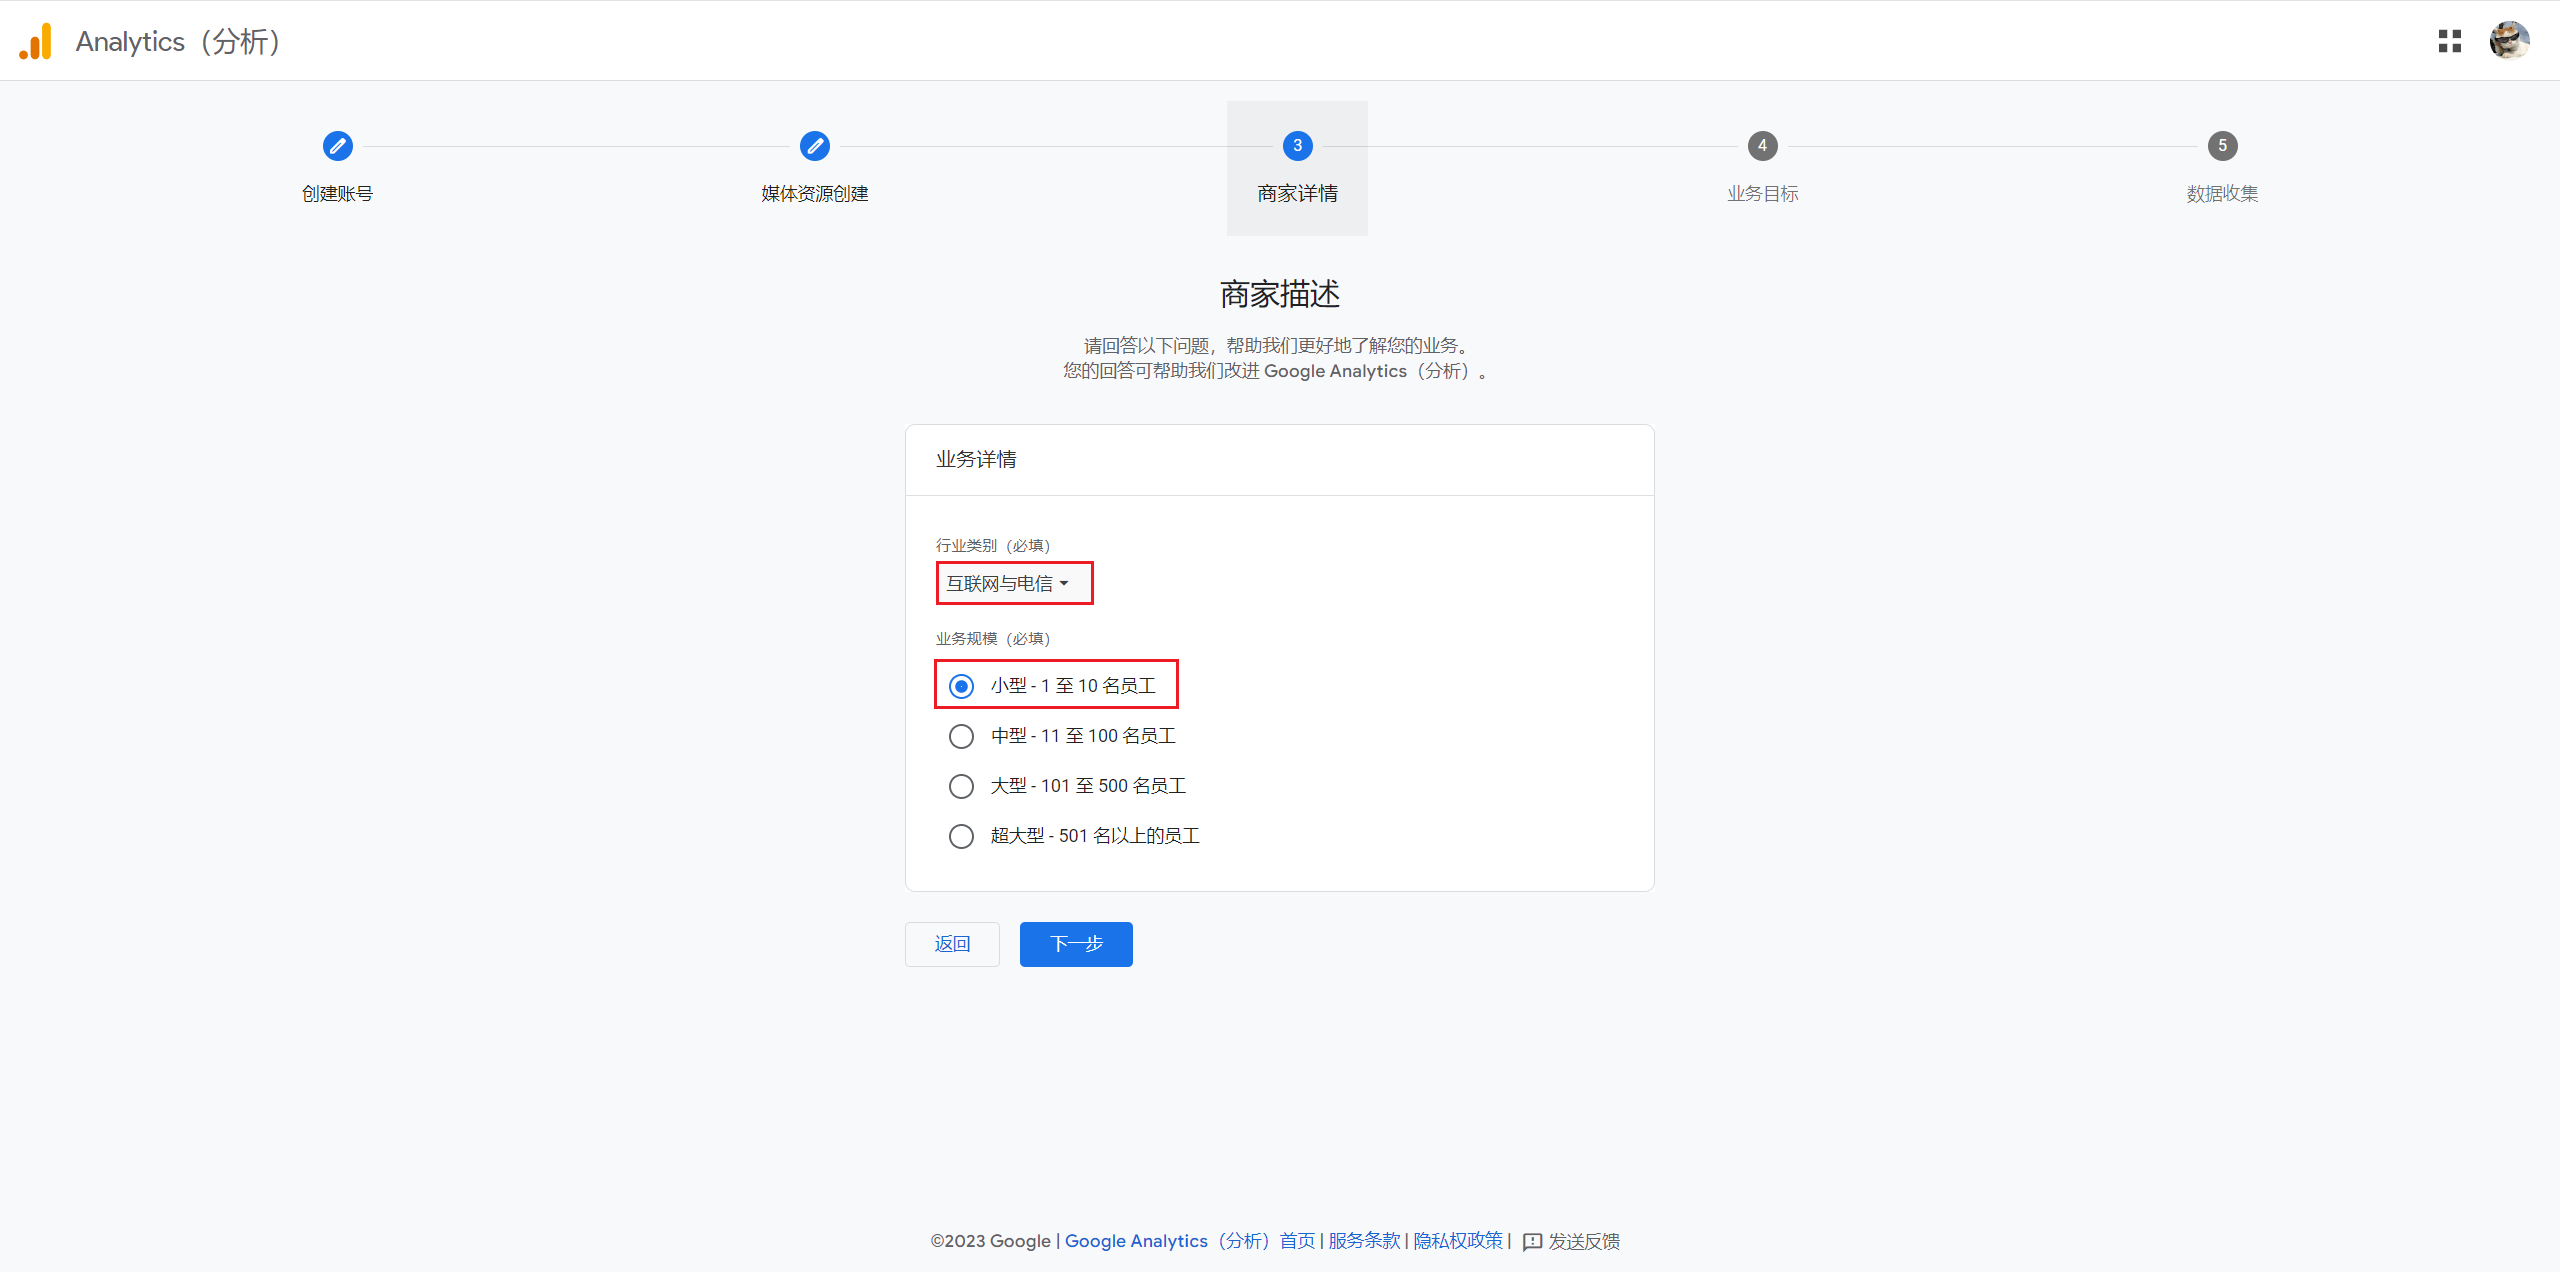 Analytics（分析）
创建账号
媒体资源创建
3
商家详情
4
业务目标
5
数据收集
商家描述
请回答以下问题，帮助我们更好地了解您的业务。
您的回答可帮助我们改进 Google Analytics（分析）。
业务详情
行业类别（必填）
互联网与电信
业务规模（必填）
小型 - 1 至 10 名员工
中型 - 11 至 100 名员工
大型 - 101 至 500 名员工
超大型 - 501 名以上的员工
返回
下一步
©2023 Google | Google Analytics（分析）首页 | 服务条款 | 隐私权政策 | 发送反馈